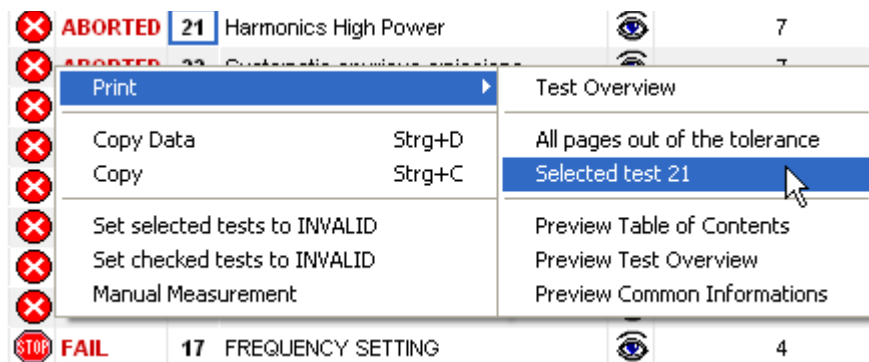 ABORTED 21 Harmonics High Power 7
ABORTED
Print
Test Overview
Copy Data Strg+D
All pages out of the tolerance
Copy Strg+C
Selected test 21
Set selected tests to INVALID
Preview Table of Contents
Set checked tests to INVALID
Preview Test Overview
Manual Measurement
Preview Common Informations
STOP FAIL 17 FREQUENCY SETTING 4